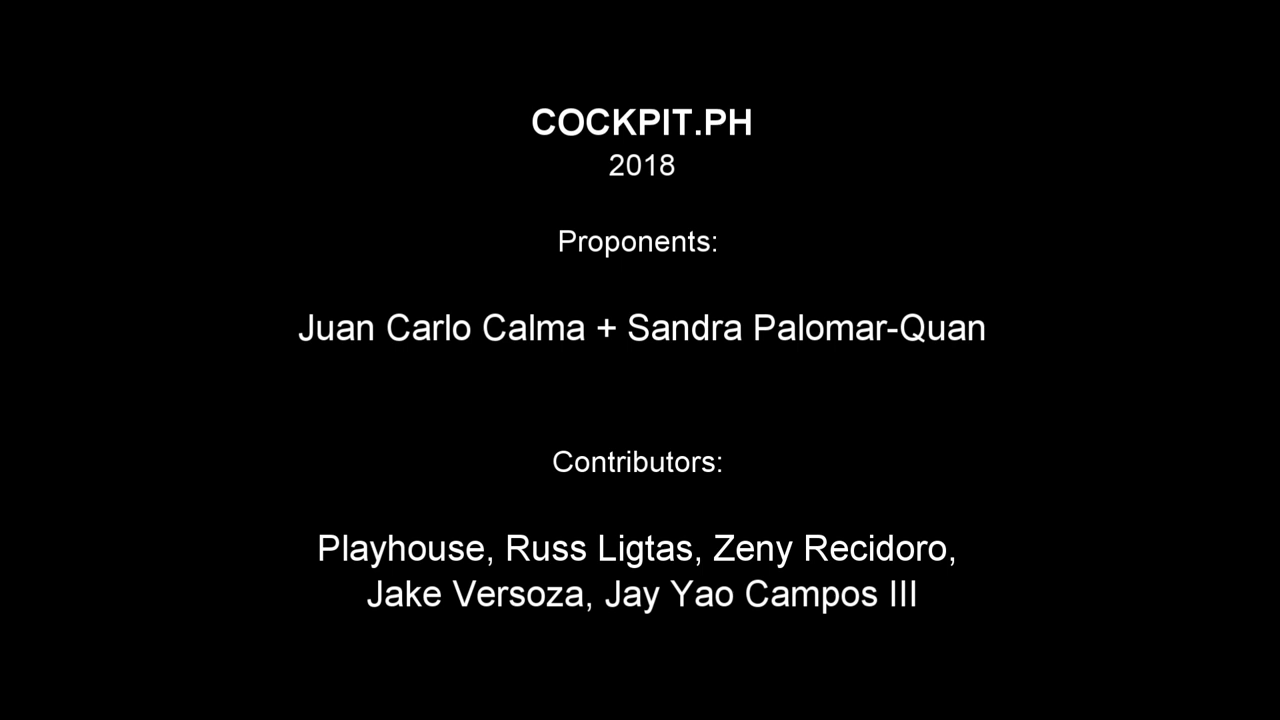 COCKPIT.PH
2018
Proponents:
Juan Carlo Calma + Sandra Palomar-Quan
Contributors:
Playhouse, Russ Ligtas, Zeny Recidoro,
Jake Versoza, Jay Yao Campos III